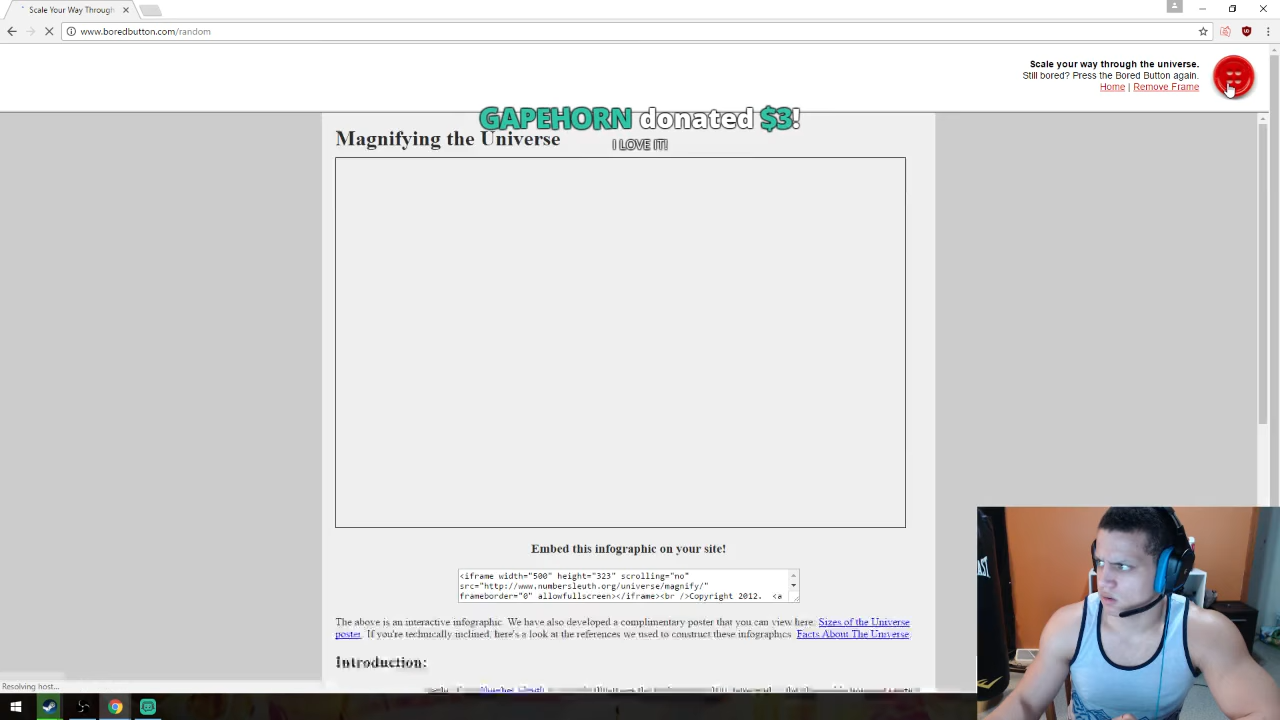 Scale Your Way Through
www.boredbutton.com/random
Scale your way through the universe.
Still bored? Press the Bored Button again.
Home | Remove Frame
GAPEHORN donated $3!
I LOVE IT!
Magnifying the Universe
Embed this infographic on your site!
<iframe width="500" height="323" scrolling="no"
src="http://www.numbersleuth.org/universe/magnify/"
frameborder="0" allowfullscreen></iframe><br />Copyright 2012. <a
The above is an interactive infographic. We have also developed a complimentary poster that you can view here: Sizes of the Universe
poster. If you're technically inclined, here's a look at the references we used to construct these infographics. Facts About The Universe
Introduction:
Resolving host...